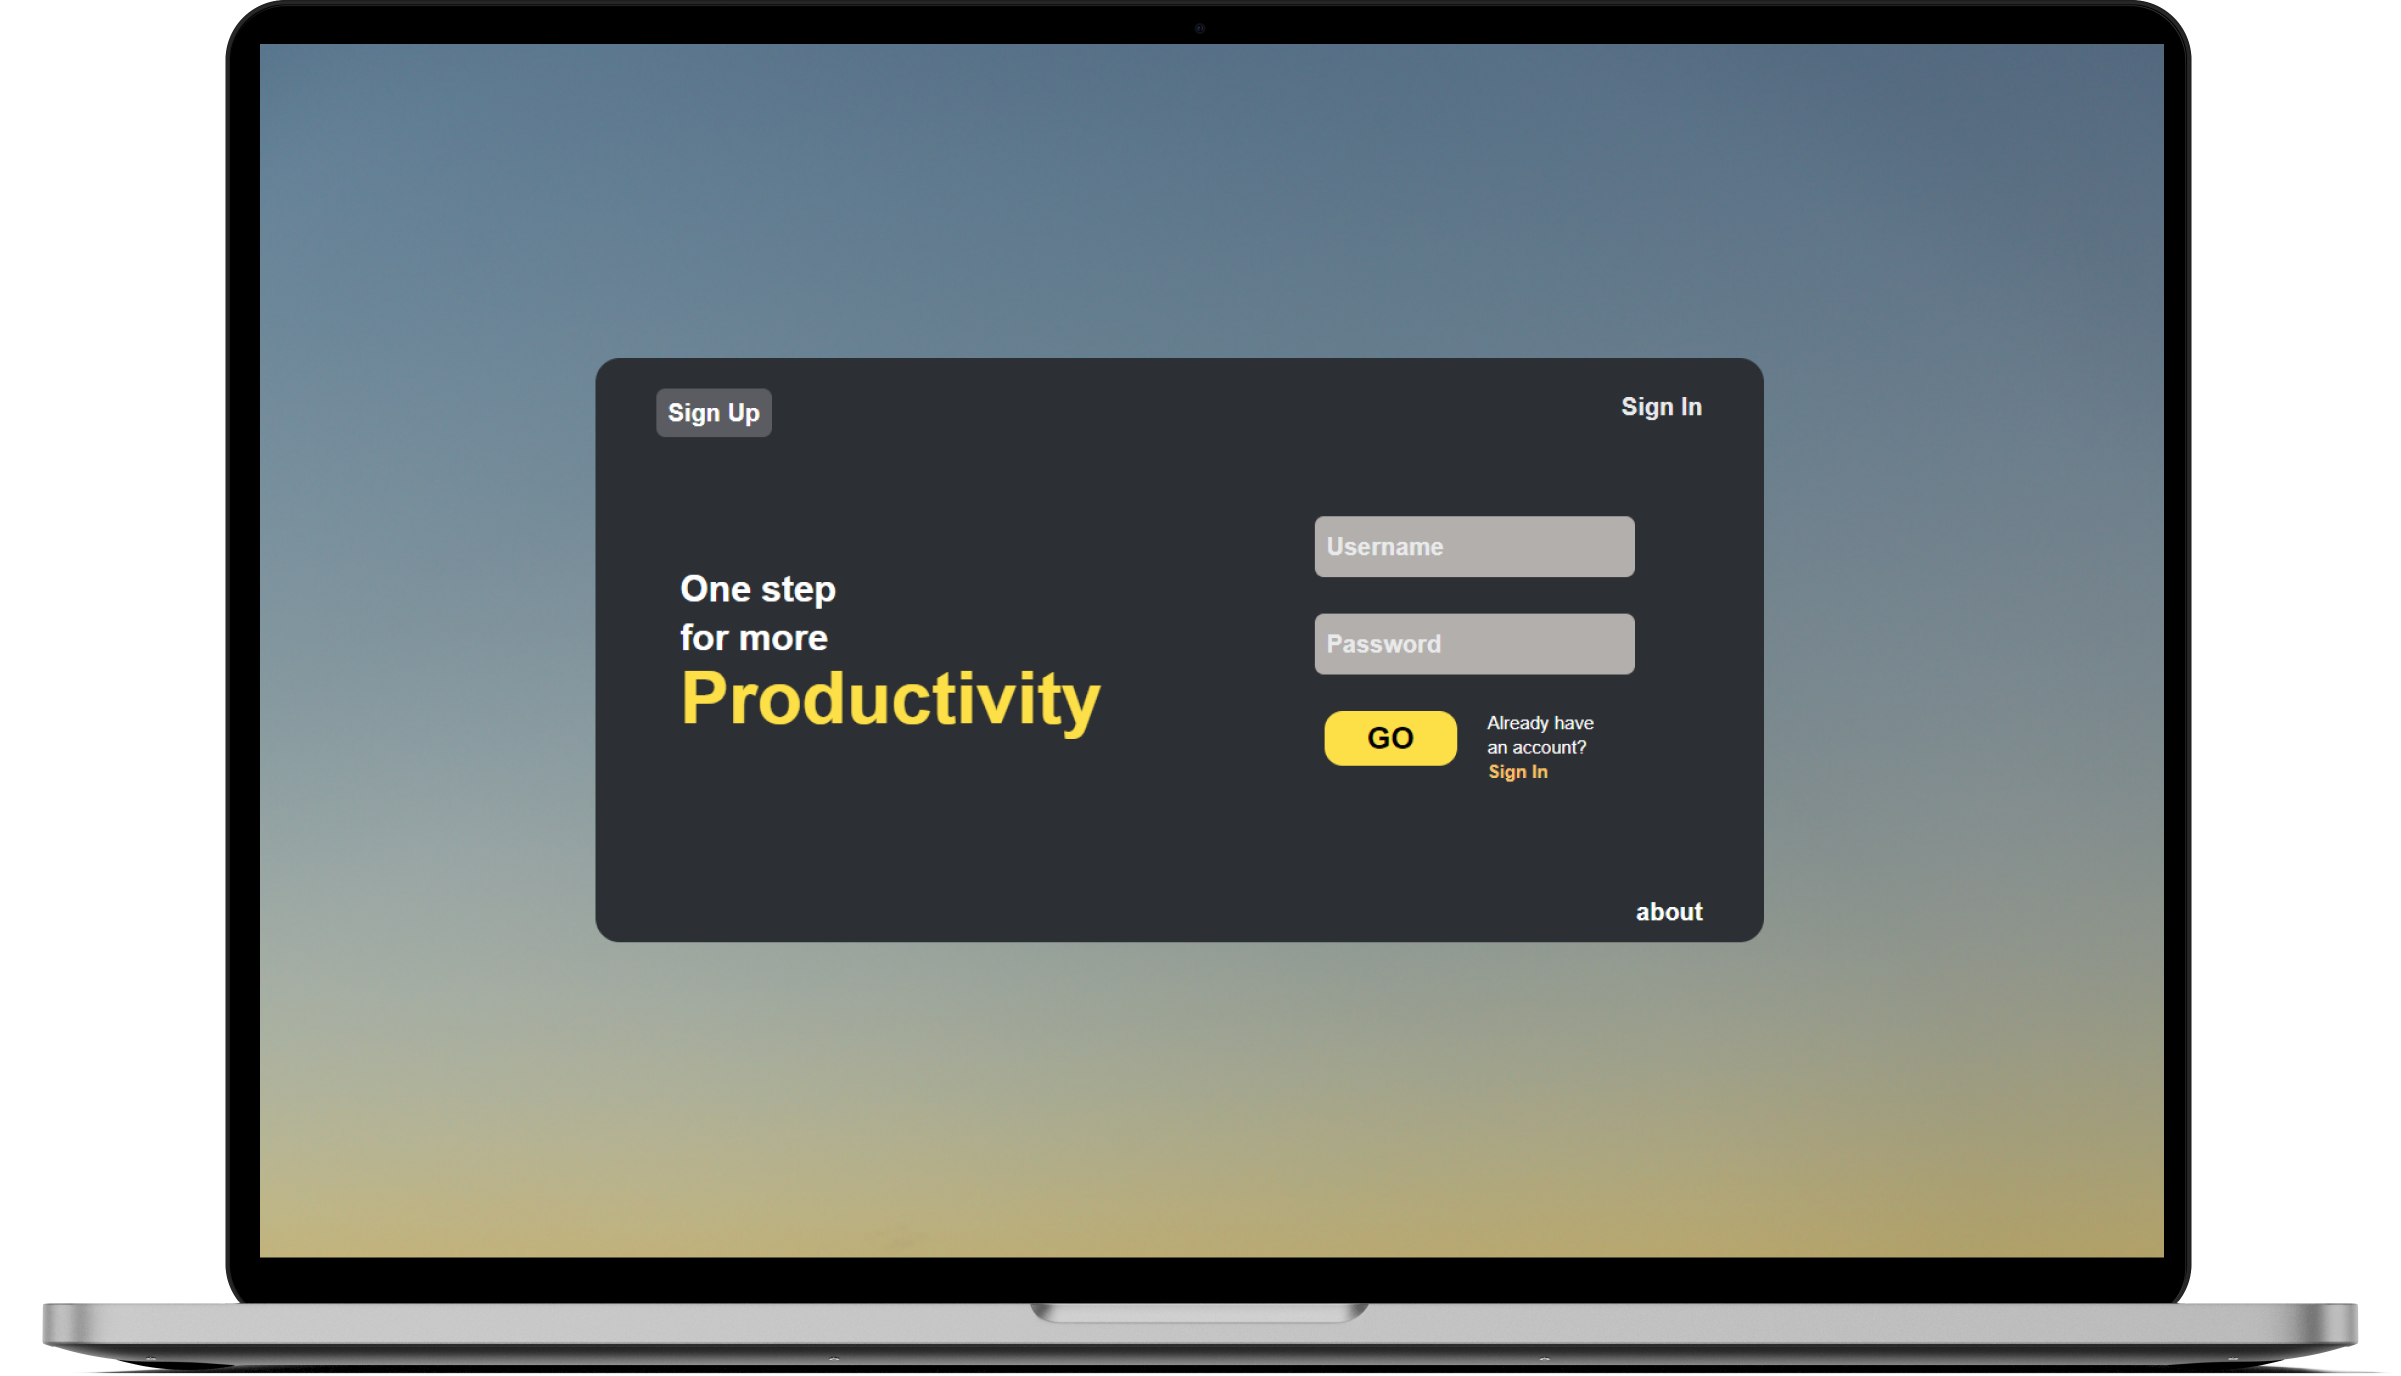 Sign Up
Sign In
One step
for more
Productivity
Username
Password
GO
Already have
an account?
Sign In
about